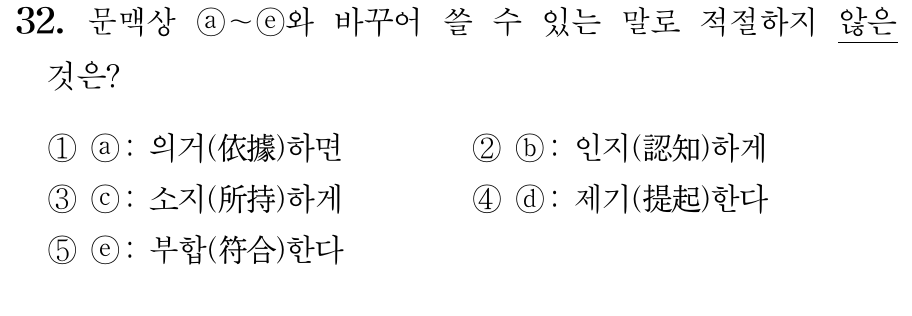 32. 문맥상 ⓐ~ⓔ와 바꾸어 쓸 수 있는 말로 적절하지 않은
것은?
① ⓐ: 의거(依據)하면 ② ⓑ: 인지(認知)하게
③ ⓒ: 소지(所持)하게 ④ ⓓ: 제기(提起)한다
⑤ ⓔ: 부합(符合)한다